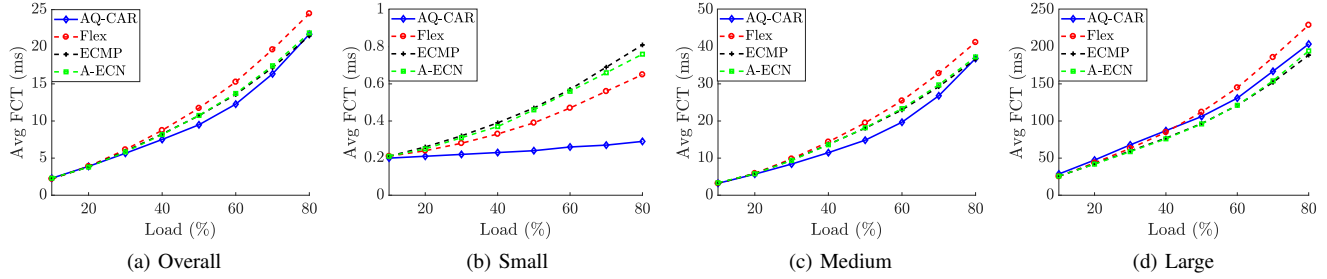 25
20
15
10
5
0
Avg FCT (ms)
AQ-CAR
Flex
ECMP
A-ECN
20 40 60 80
Load (%)
(a) Overall
1
0.8
0.6
0.4
0.2
0
Avg FCT (ms)
AQ-CAR
Flex
ECMP
A-ECN
20 40 60 80
Load (%)
(b) Small
50
40
30
20
10
0
Avg FCT (ms)
AQ-CAR
Flex
ECMP
A-ECN
20 40 60 80
Load (%)
(c) Medium
250
200
150
100
50
0
Avg FCT (ms)
AQ-CAR
Flex
ECMP
A-ECN
20 40 60 80
Load (%)
(d) Large